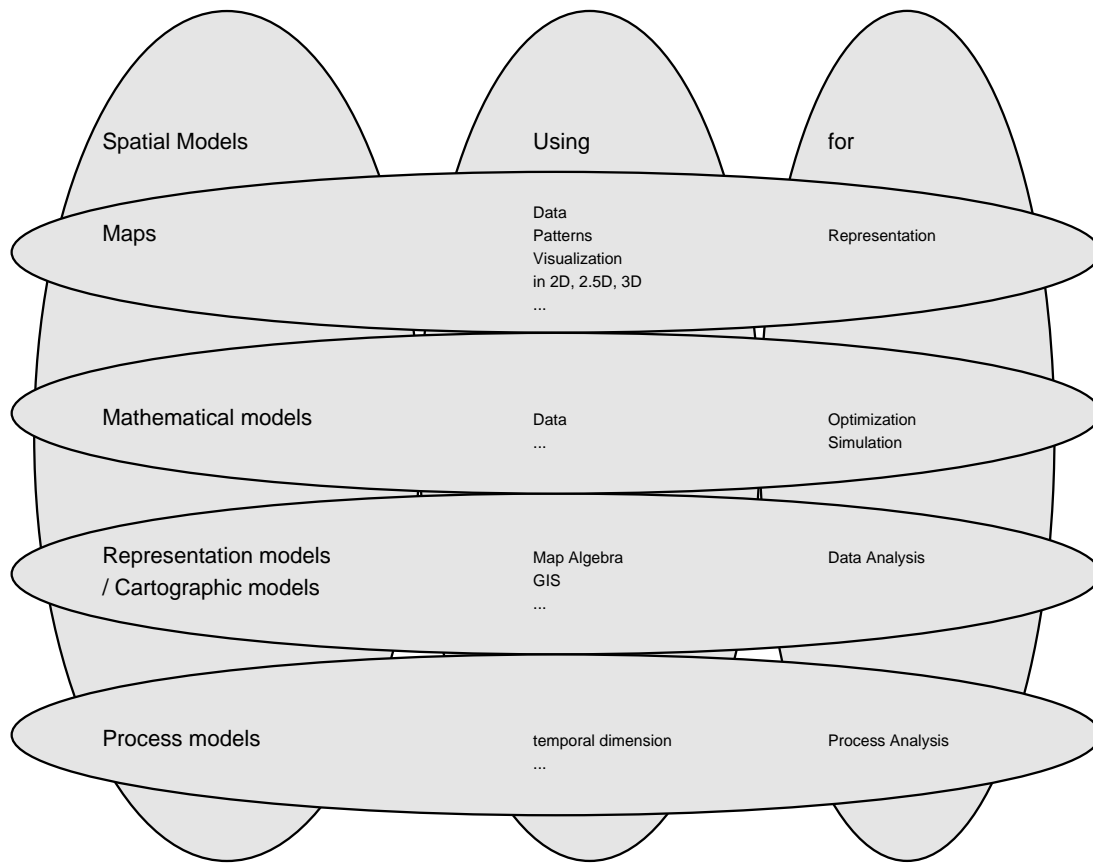 Spatial Models
Using
for
Maps
Data
Patterns
Visualization
in 2D, 2.5D, 3D
...
Representation
Mathematical models
Data
...
Optimization
Simulation
Representation models
/ Cartographic models
Map Algebra
GIS
...
Data Analysis
Process models
temporal dimension
...
Process Analysis